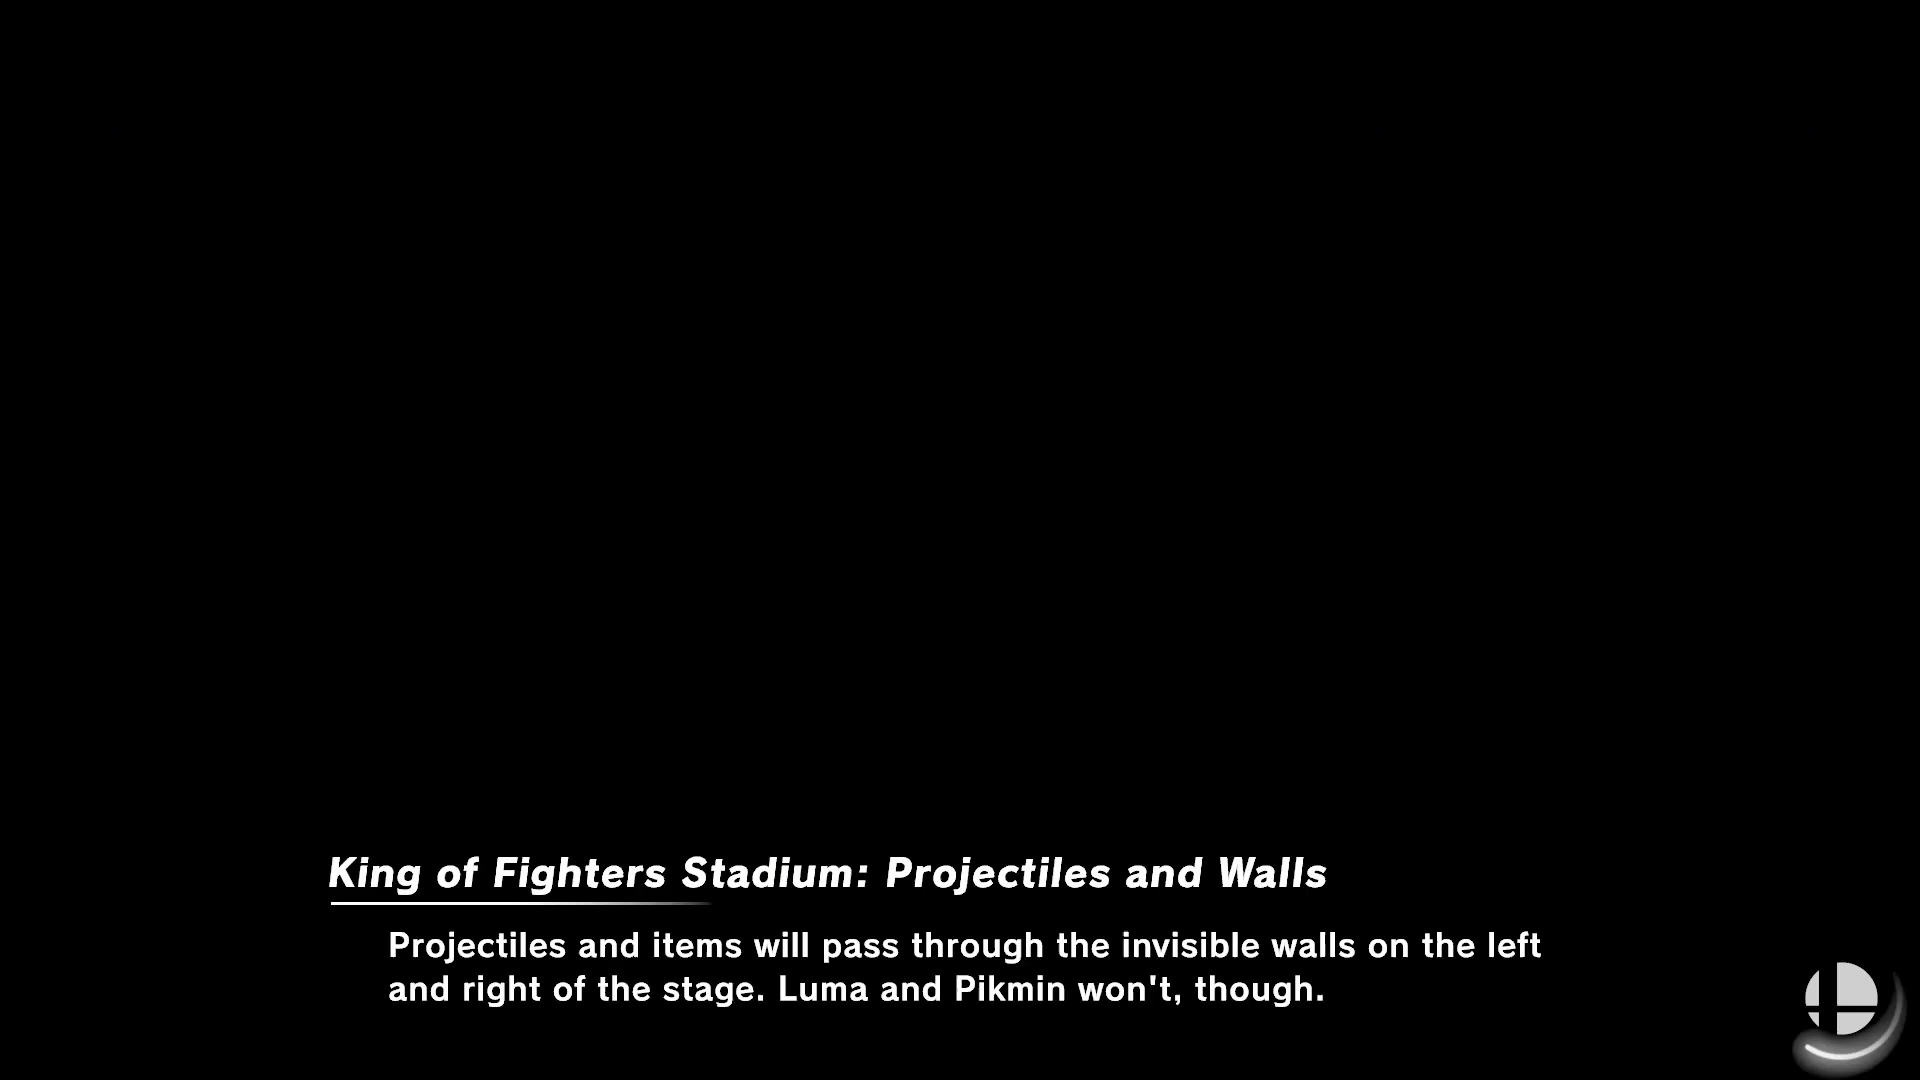 King of Fighters Stadium: Projectiles and Walls
Projectiles and items will pass through the invisible walls on the left
and right of the stage. Luma and Pikmin won't, though.